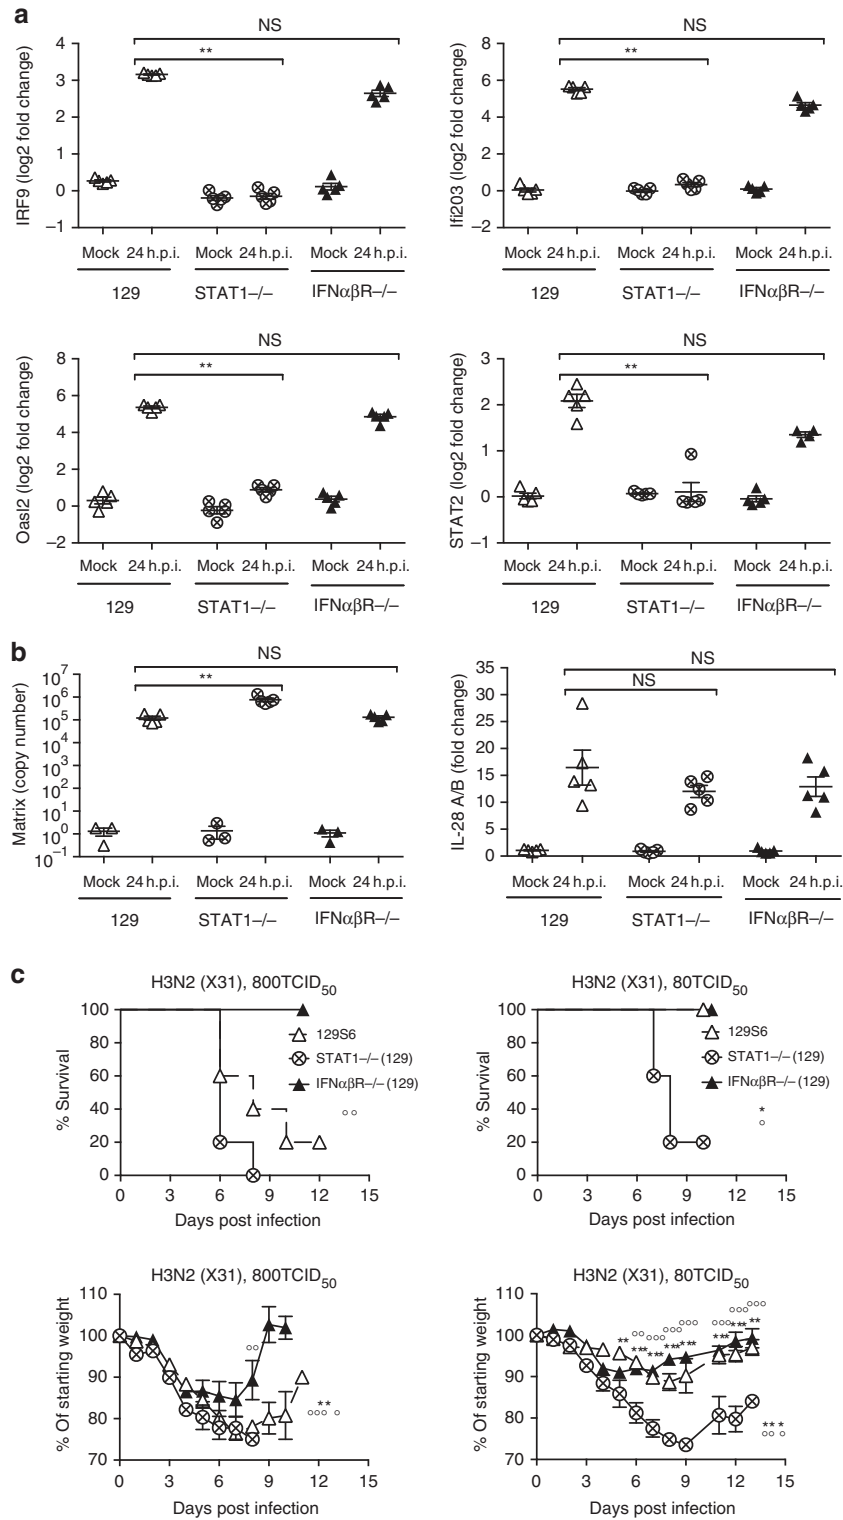 a
NS
**
4
3
2
1
0
–1
IRF9 (log2 fold change)
Mock 24 h.p.i. Mock 24 h.p.i. Mock 24 h.p.i.
129 STAT1–/– IFNαβR–/–
NS
**
8
6
4
2
0
–2
Ifi203 (log2 fold change)
Mock 24 h.p.i. Mock 24 h.p.i. Mock 24 h.p.i.
129 STAT1–/– IFNαβR–/–
NS
**
8
6
4
2
0
–2
Oasl2 (log2 fold change)
Mock 24 h.p.i. Mock 24 h.p.i. Mock 24 h.p.i.
129 STAT1–/– IFNαβR–/–
NS
**
3
2
1
0
–1
STAT2 (log2 fold change)
Mock 24 h.p.i. Mock 24 h.p.i. Mock 24 h.p.i.
129 STAT1–/– IFNαβR–/–
b
NS
**
10^7
10^6
10^5
10^4
10^3
10^2
10^1
10^0
10^–1
Matrix (copy number)
Mock 24 h.p.i. Mock 24 h.p.i. Mock 24 h.p.i.
129 STAT1–/– IFNαβR–/–
NS
NS
35
30
25
20
15
10
5
0
IL-28 A/B (fold change)
Mock 24 h.p.i. Mock 24 h.p.i. Mock 24 h.p.i.
129 STAT1–/– IFNαβR–/–
c
H3N2 (X31), 800TCID50
100
80
60
40
20
0
% Survival
129S6
STAT1–/– (129)
IFNαβR–/– (129)
°°
0 3 6 9 12 15
Days post infection
H3N2 (X31), 80TCID50
100
80
60
40
20
0
% Survival
129S6
STAT1–/– (129)
IFNαβR–/– (129)
*
°
0 3 6 9 12 15
Days post infection
H3N2 (X31), 800TCID50
110
100
90
80
70
% Of starting weight
°°
**
°°° °
0 3 6 9 12 15
Days post infection
H3N2 (X31), 80TCID50
110
100
90
80
70
% Of starting weight
°° °°° °°° °°° °°° °°° °°°
** *** *** *** *** *** *** **
** *
°° °
0 3 6 9 12 15
Days post infection